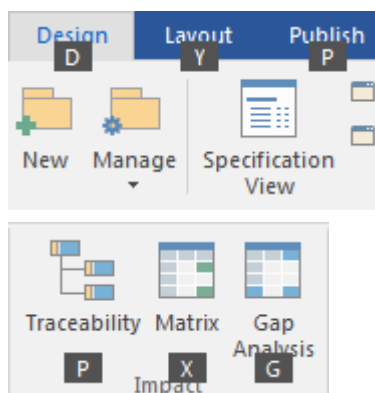 Design Layout Publish
D Y P
New Manage Specification View
Traceability Matrix Gap Analysis
P X G
Impact